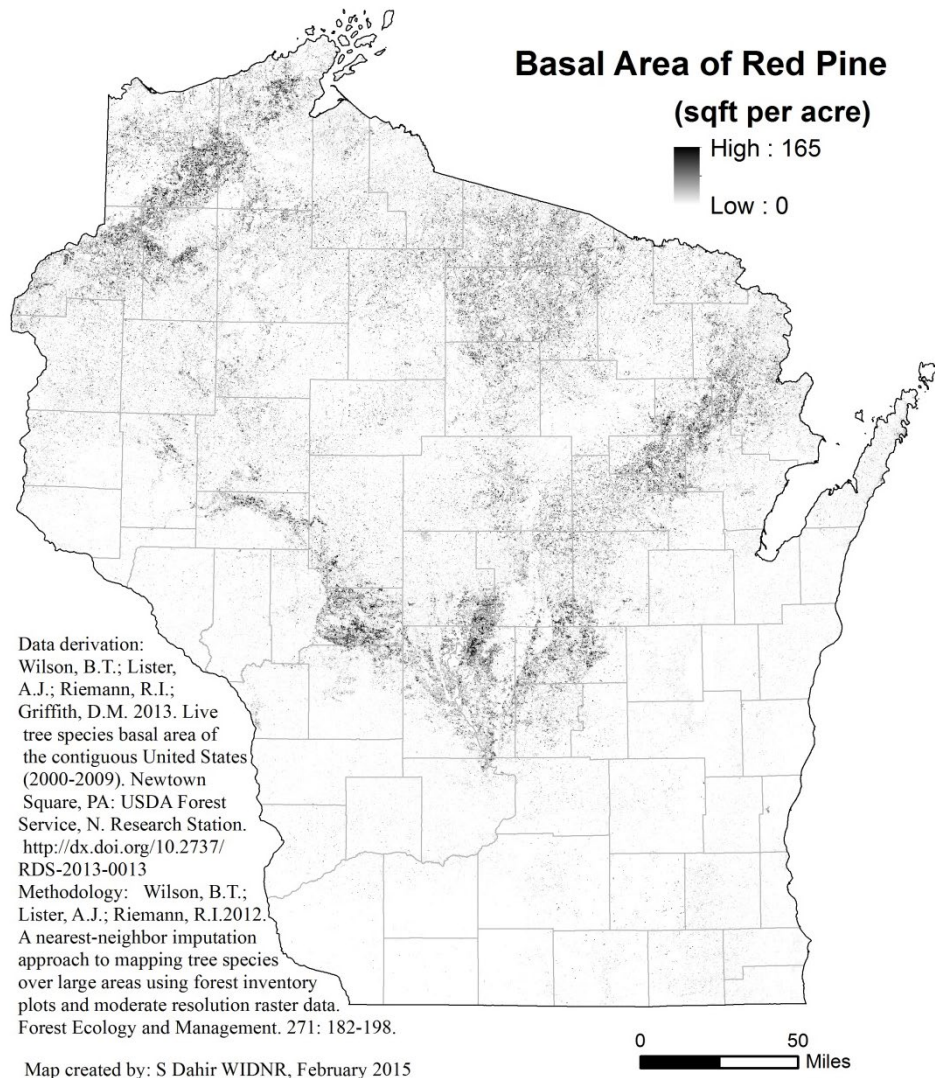 Basal Area of Red Pine
(sqft per acre)
High : 165
Low : 0
Data derivation:
Wilson, B.T.; Lister,
A.J.; Riemann, R.I.;
Griffith, D.M. 2013. Live
tree species basal area of
the contiguous United States
(2000-2009). Newtown
Square, PA: USDA Forest
Service, N. Research Station.
http://dx.doi.org/10.2737/
RDS-2013-0013
Methodology: Wilson, B.T.;
Lister, A.J.; Riemann, R.I.2012.
A nearest-neighbor imputation
approach to mapping tree species
over large areas using forest inventory
plots and moderate resolution raster data.
Forest Ecology and Management. 271: 182-198.
Map created by: S Dahir WIDNR, February 2015
0 50
Miles